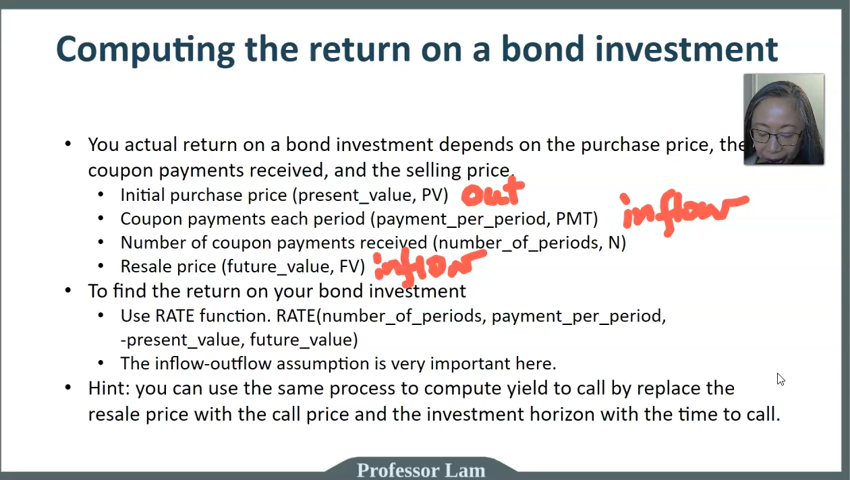 Computing the return on a bond investment
• You actual return on a bond investment depends on the purchase price, the
coupon payments received, and the selling price.
• Initial purchase price (present_value, PV) out
• Coupon payments each period (payment_per_period, PMT) inflow
• Number of coupon payments received (number_of_periods, N)
• Resale price (future_value, FV) inflow
• To find the return on your bond investment
• Use RATE function. RATE(number_of_periods, payment_per_period,
-present_value, future_value)
• The inflow-outflow assumption is very important here.
• Hint: you can use the same process to compute yield to call by replace the
resale price with the call price and the investment horizon with the time to call.
Professor Lam